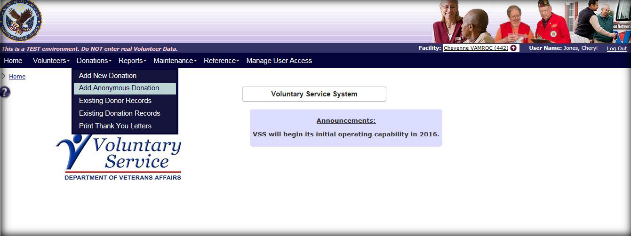 This is a TEST environment. Do NOT enter real Volunteer Data.
Facility: User Name: Jones, Cheryl Log Out
Home Volunteers Donations Reports Maintenance Reference Manage User Access
Home
Add New Donation
Add Anonymous Donation
Existing Donor Records
Existing Donation Records
Print Thank You Letters
?
Voluntary Service System
Announcements:
VSS will begin its initial operating capability in 2016.
Voluntary
Service
DEPARTMENT OF VETERANS AFFAIRS